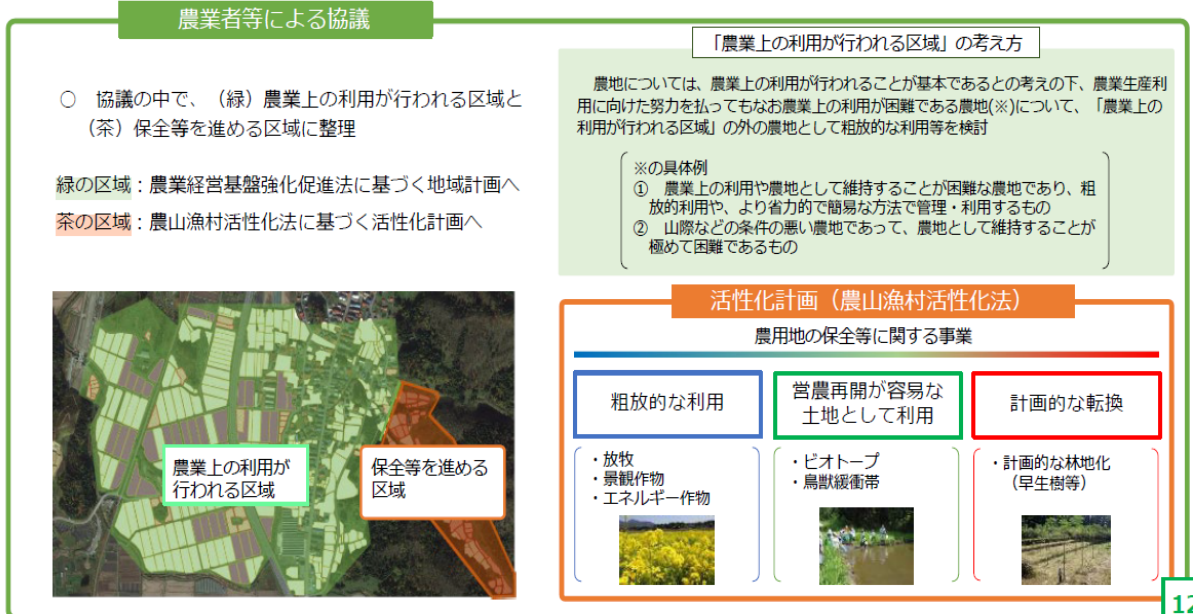 農業者等による協議
○ 協議の中で、（緑）農業上の利用が行われる区域と
（茶）保全等を進める区域に整理
緑の区域：農業経営基盤強化促進法に基づく地域計画へ
茶の区域：農山漁村活性化法に基づく活性化計画へ
農業上の利用が
行われる区域
保全等を進める
区域
「農業上の利用が行われる区域」の考え方
農地については、農業上の利用が行われることが基本であるとの考えの下、農業生産利
用に向けた努力を払ってもなお農業上の利用が困難である農地(※)について、「農業上の
利用が行われる区域」の外の農地として粗放的な利用等を検討
※の具体例
① 農業上の利用や農地として維持することが困難な農地であり、粗
放的利用や、より省力的で簡易な方法で管理・利用するもの
② 山際などの条件の悪い農地であって、農地として維持することが
極めて困難であるもの
活性化計画（農山漁村活性化法）
農用地の保全等に関する事業
粗放的な利用
・放牧
・景観作物
・エネルギー作物
営農再開が容易な
土地として利用
・ビオトープ
・鳥獣緩衝帯
計画的な転換
・計画的な林地化
（早生樹等）
12